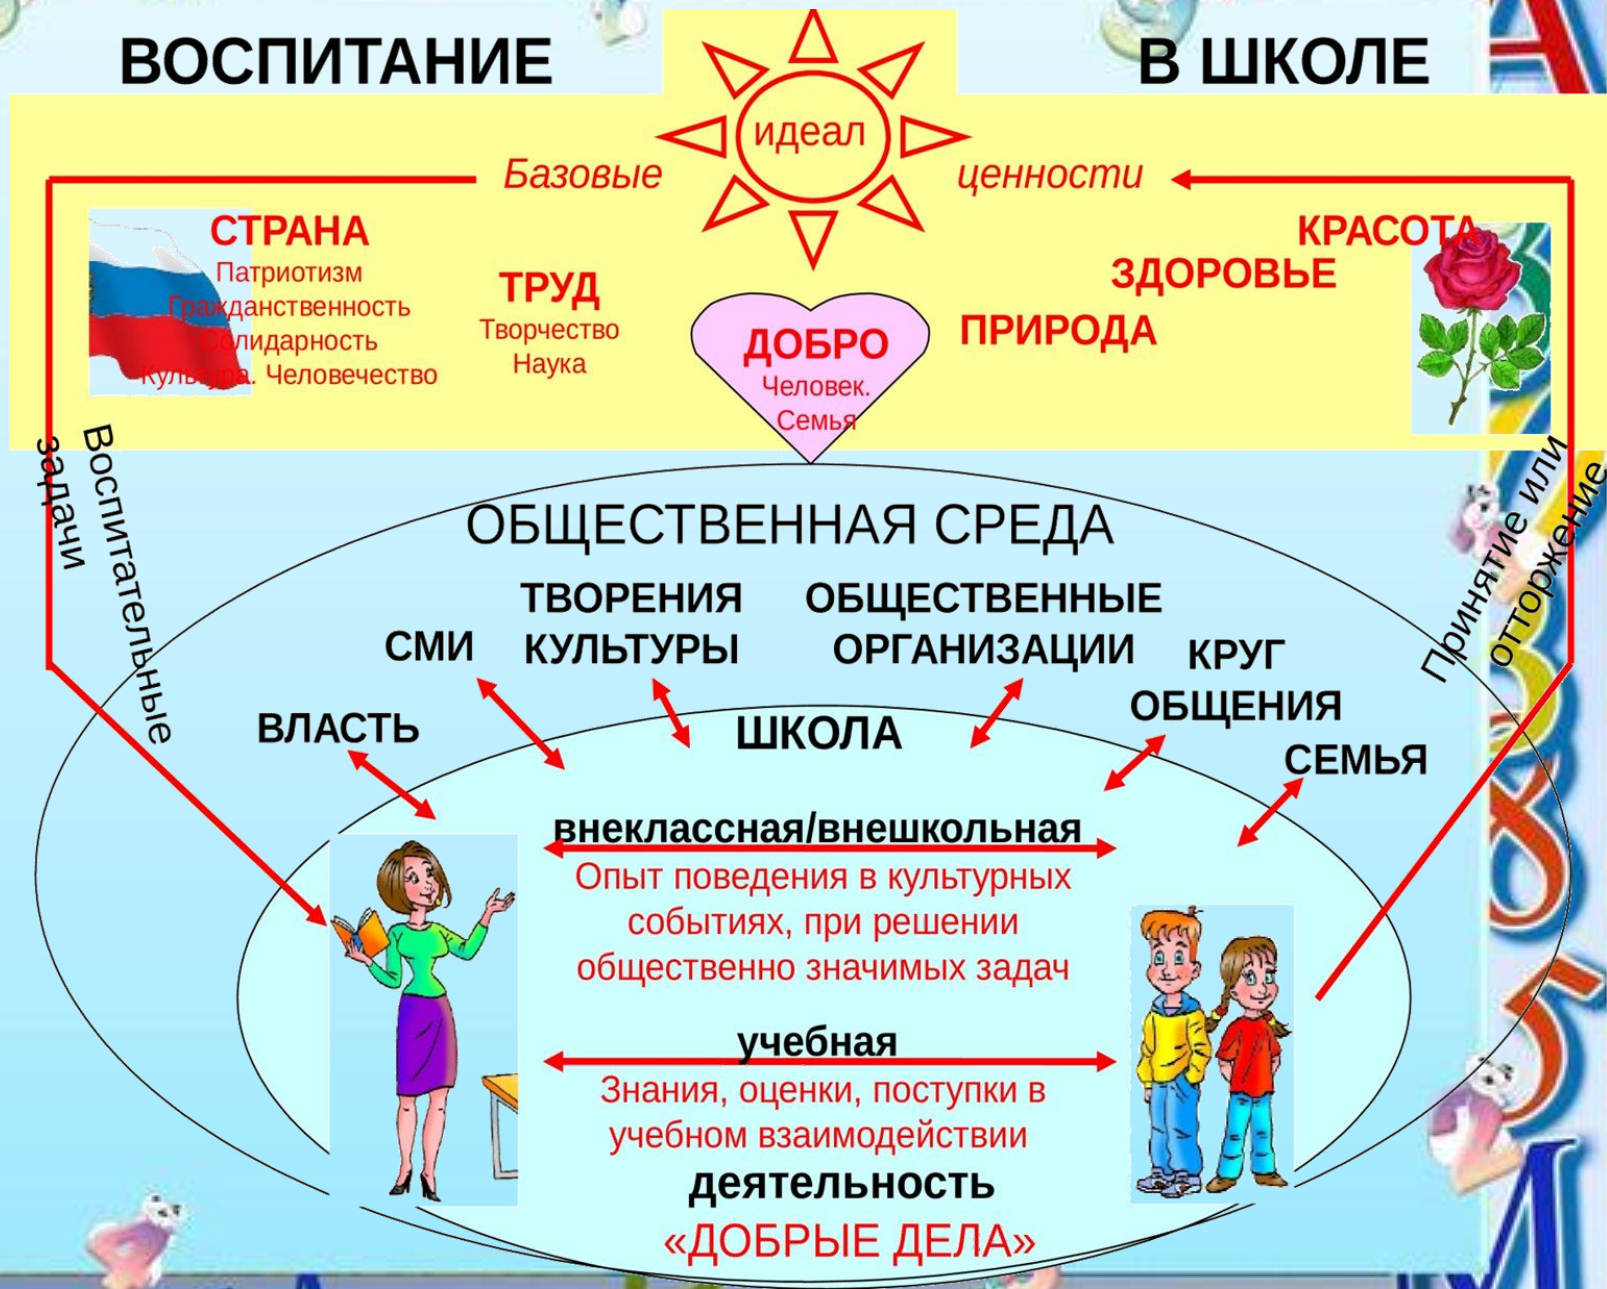 ВОСПИТАНИЕ В ШКОЛЕ
идеал
Базовые ценности
СТРАНА
Патриотизм
Гражданственность
Солидарность
Культура. Человечество
ТРУД
Творчество
Наука
ДОБРО
Человек.
Семья
ПРИРОДА
ЗДОРОВЬЕ
КРАСОТА
Воспитательные
задачи
Принятие или
отторжение
ОБЩЕСТВЕННАЯ СРЕДА
ВЛАСТЬ
СМИ
ТВОРЕНИЯ
КУЛЬТУРЫ
ОБЩЕСТВЕННЫЕ
ОРГАНИЗАЦИИ
КРУГ
ОБЩЕНИЯ
СЕМЬЯ
ШКОЛА
внеклассная/внешкольная
Опыт поведения в культурных
событиях, при решении
общественно значимых задач
учебная
Знания, оценки, поступки в
учебном взаимодействии
деятельность
«ДОБРЫЕ ДЕЛА»